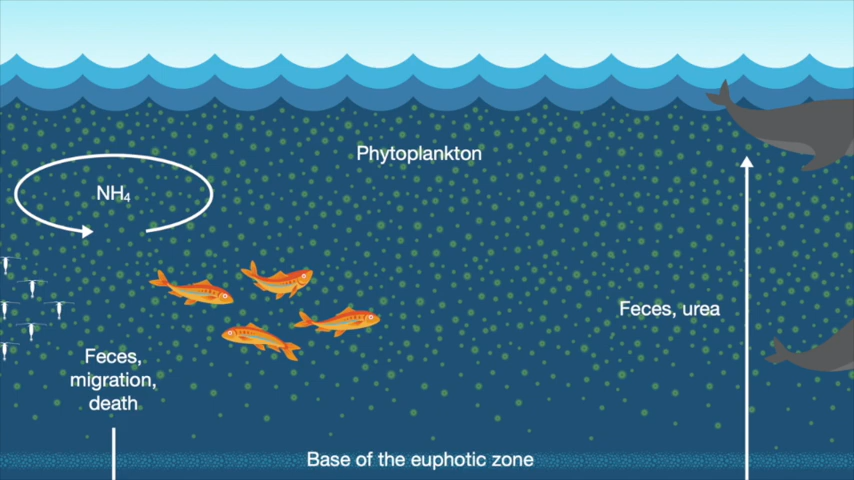 Phytoplankton
NH₄
Feces, urea
Feces,
migration,
death
Base of the euphotic zone